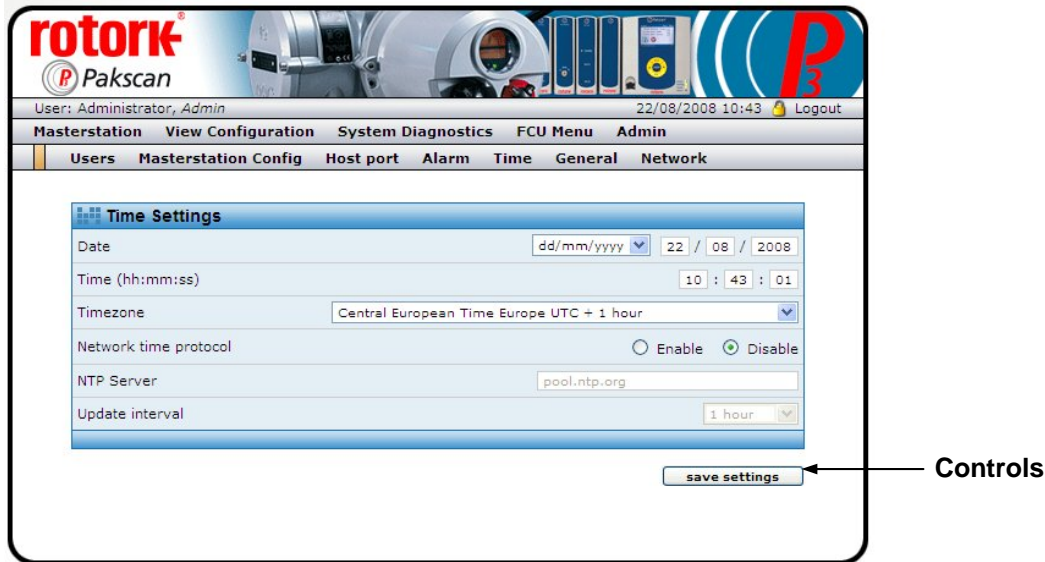 rotork®
P Pakscan
P3
User: Administrator, Admin 22/08/2008 10:43 Logout
Masterstation View Configuration System Diagnostics FCU Menu Admin
Users Masterstation Config Host port Alarm Time General Network
Time Settings
Date dd/mm/yyyy 22 / 08 / 2008
Time (hh:mm:ss) 10 : 43 : 01
Timezone Central European Time Europe UTC + 1 hour
Network time protocol Enable Disable
NTP Server pool.ntp.org
Update interval 1 hour
save settings
Controls